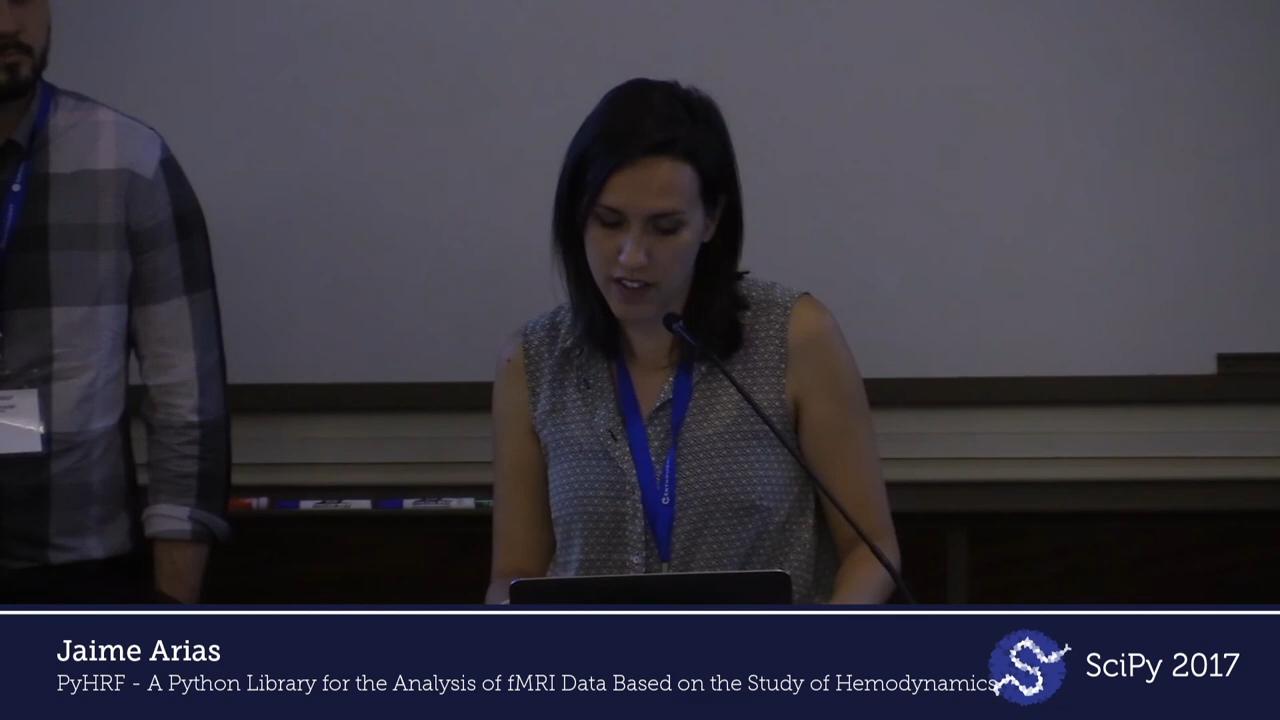 Jaime Arias
PyHRF - A Python Library for the Analysis of fMRI Data Based on the Study of Hemodynamics
SciPy 2017